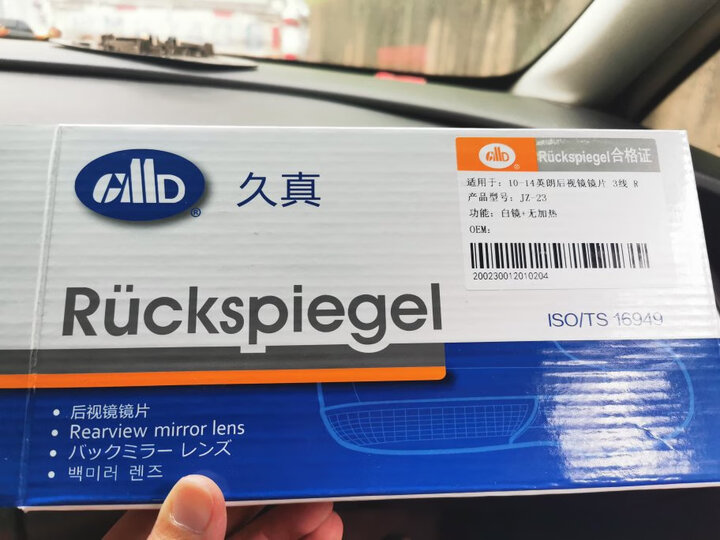 久真
®
Rückspiegel合格证
®
适用于: 10-14英朗后视镜镜片 3线 R
产品型号: JZ-23
功能: 白镜+无加热
OEM:
200230012010204
Rückspiegel
ISO/TS 16949
• 后视镜镜片
• Rearview mirror lens
• バックミラー レンズ
• 백미러 렌즈